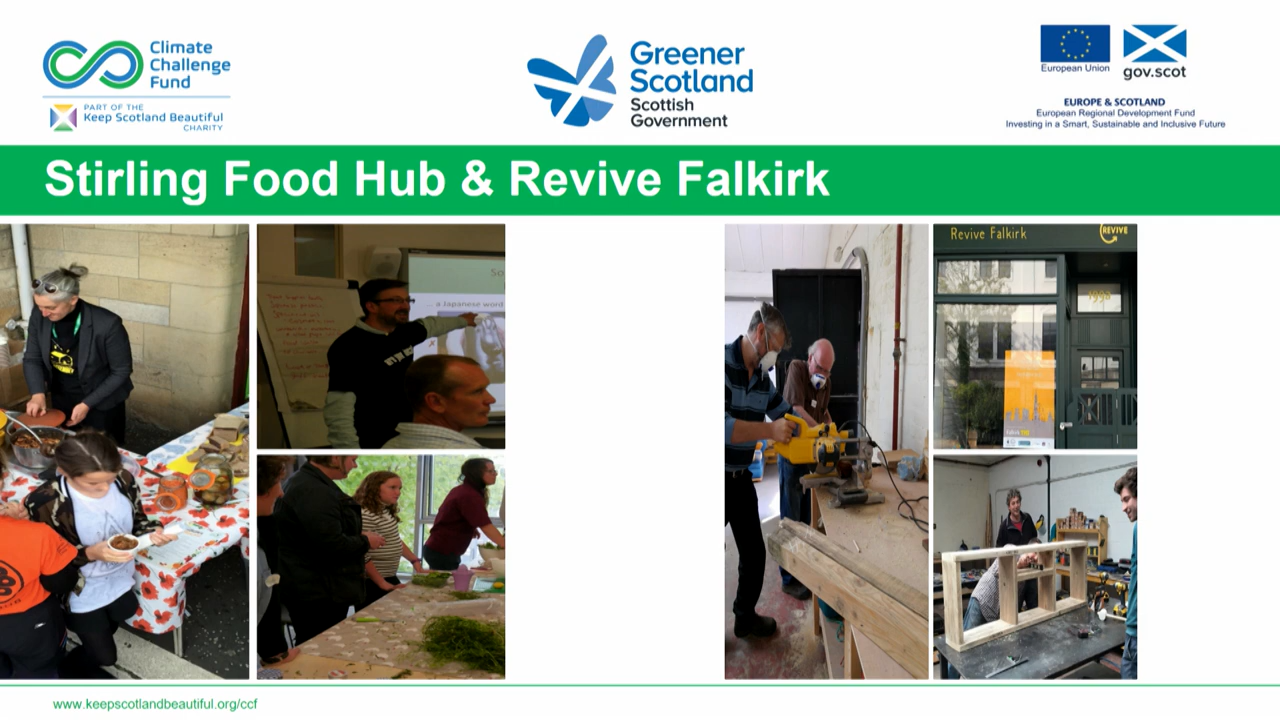 Climate
Challenge
Fund
PART OF THE
Keep Scotland Beautiful
CHARITY
Greener
Scotland
Scottish
Government
European Union
gov.scot
EUROPE & SCOTLAND
European Regional Development Fund
Investing in a Smart, Sustainable and Inclusive Future
Stirling Food Hub & Revive Falkirk
So
... a Japanese word
Revive Falkirk
REVIVE
1998
www.keepscotlandbeautiful.org/ccf